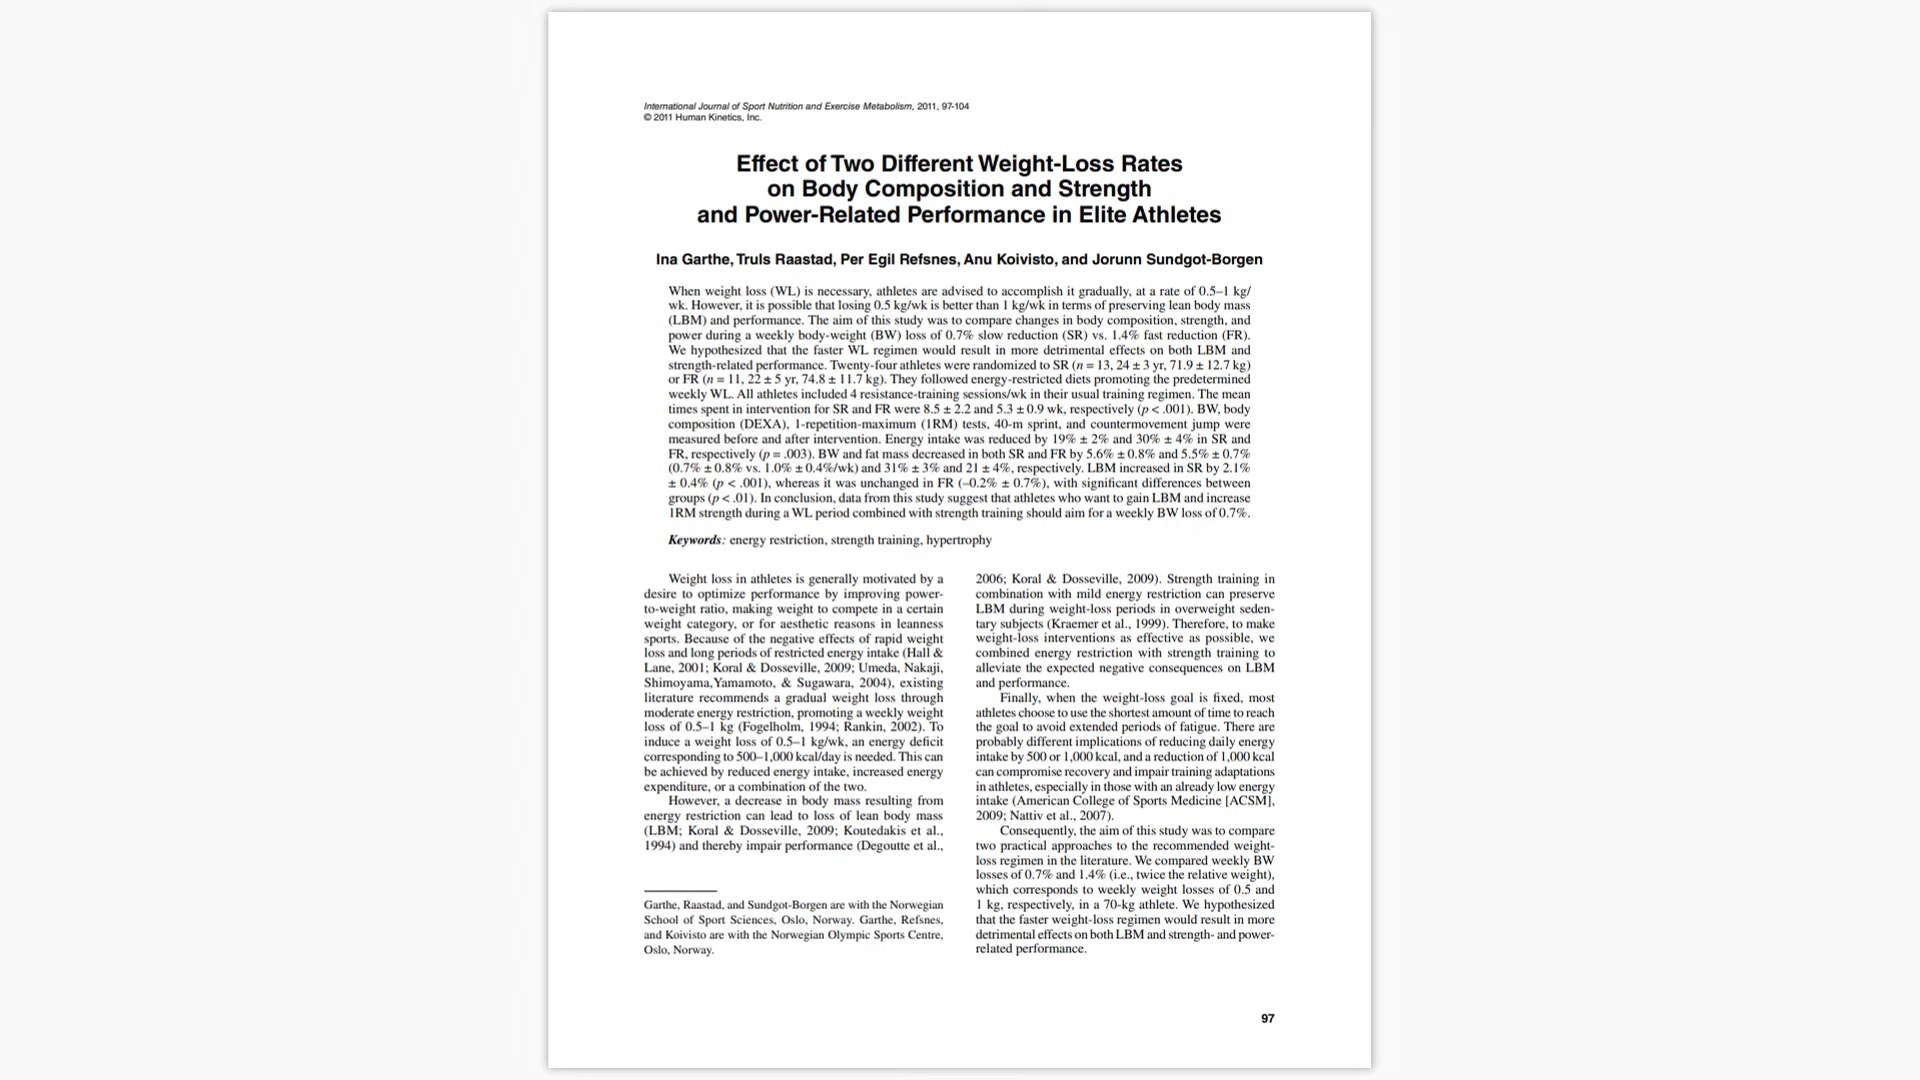 International Journal of Sport Nutrition and Exercise Metabolism, 2011, 97-104
© 2011 Human Kinetics, Inc.
Effect of Two Different Weight-Loss Rates
on Body Composition and Strength
and Power-Related Performance in Elite Athletes
Ina Garthe, Truls Raastad, Per Egil Refsnes, Anu Koivisto, and Jorunn Sundgot-Borgen
When weight loss (WL) is necessary, athletes are advised to accomplish it gradually, at a rate of 0.5–1 kg/
wk. However, it is possible that losing 0.5 kg/wk is better than 1 kg/wk in terms of preserving lean body mass
(LBM) and performance. The aim of this study was to compare changes in body composition, strength, and
power during a weekly body-weight (BW) loss of 0.7% slow reduction (SR) vs. 1.4% fast reduction (FR).
We hypothesized that the faster WL regimen would result in more detrimental effects on both LBM and
strength-related performance. Twenty-four athletes were randomized to SR (n = 13, 24 ± 3 yr, 71.9 ± 12.7 kg)
or FR (n = 11, 22 ± 5 yr, 74.8 ± 11.7 kg). They followed energy-restricted diets promoting the predetermined
weekly WL. All athletes included 4 resistance-training sessions/wk in their usual training regimen. The mean
times spent in intervention for SR and FR were 8.5 ± 2.2 and 5.3 ± 0.9 wk, respectively (p < .001). BW, body
composition (DEXA), 1-repetition-maximum (1RM) tests, 40-m sprint, and countermovement jump were
measured before and after intervention. Energy intake was reduced by 19% ± 2% and 30% ± 4% in SR and
FR, respectively (p = .003). BW and fat mass decreased in both SR and FR by 5.6% ± 0.8% and 5.5% ± 0.7%
(0.7% ± 0.8% vs. 1.0% ± 0.4%/wk) and 31% ± 3% and 21 ± 4%, respectively. LBM increased in SR by 2.1%
± 0.4% (p < .001), whereas it was unchanged in FR (–0.2% ± 0.7%), with significant differences between
groups (p < .01). In conclusion, data from this study suggest that athletes who want to gain LBM and increase
1RM strength during a WL period combined with strength training should aim for a weekly BW loss of 0.7%.
Keywords: energy restriction, strength training, hypertrophy
Weight loss in athletes is generally motivated by a
desire to optimize performance by improving power-
to-weight ratio, making weight to compete in a certain
weight category, or for aesthetic reasons in leanness
sports. Because of the negative effects of rapid weight
loss and long periods of restricted energy intake (Hall &
Lane, 2001; Koral & Dosseville, 2009; Umeda, Nakaji,
Shimoyama, Yamamoto, & Sugawara, 2004), existing
literature recommends a gradual weight loss through
moderate energy restriction, promoting a weekly weight
loss of 0.5–1 kg (Fogelholm, 1994; Rankin, 2002). To
induce a weight loss of 0.5–1 kg/wk, an energy deficit
corresponding to 500–1,000 kcal/day is needed. This can
be achieved by reduced energy intake, increased energy
expenditure, or a combination of the two.
However, a decrease in body mass resulting from
energy restriction can lead to loss of lean body mass
(LBM; Koral & Dosseville, 2009; Koutedakis et al.,
1994) and thereby impair performance (Degoutte et al.,
Garthe, Raastad, and Sundgot-Borgen are with the Norwegian
School of Sport Sciences, Oslo, Norway. Garthe, Refsnes,
and Koivisto are with the Norwegian Olympic Sports Centre,
Oslo, Norway.
2006; Koral & Dosseville, 2009). Strength training in
combination with mild energy restriction can preserve
LBM during weight-loss periods in overweight seden-
tary subjects (Kraemer et al., 1999). Therefore, to make
weight-loss interventions as effective as possible, we
combined energy restriction with strength training to
alleviate the expected negative consequences on LBM
and performance.
Finally, when the weight-loss goal is fixed, most
athletes choose to use the shortest amount of time to reach
the goal to avoid extended periods of fatigue. There are
probably different implications of reducing daily energy
intake by 500 or 1,000 kcal, and a reduction of 1,000 kcal
can compromise recovery and impair training adaptations
in athletes, especially in those with an already low energy
intake (American College of Sports Medicine [ACSM],
2009; Nattiv et al., 2007).
Consequently, the aim of this study was to compare
two practical approaches to the recommended weight-
loss regimen in the literature. We compared weekly BW
losses of 0.7% and 1.4% (i.e., twice the relative weight),
which corresponds to weekly weight losses of 0.5 and
1 kg, respectively, in a 70-kg athlete. We hypothesized
that the faster weight-loss regimen would result in more
detrimental effects on both LBM and strength- and power-
related performance.
97